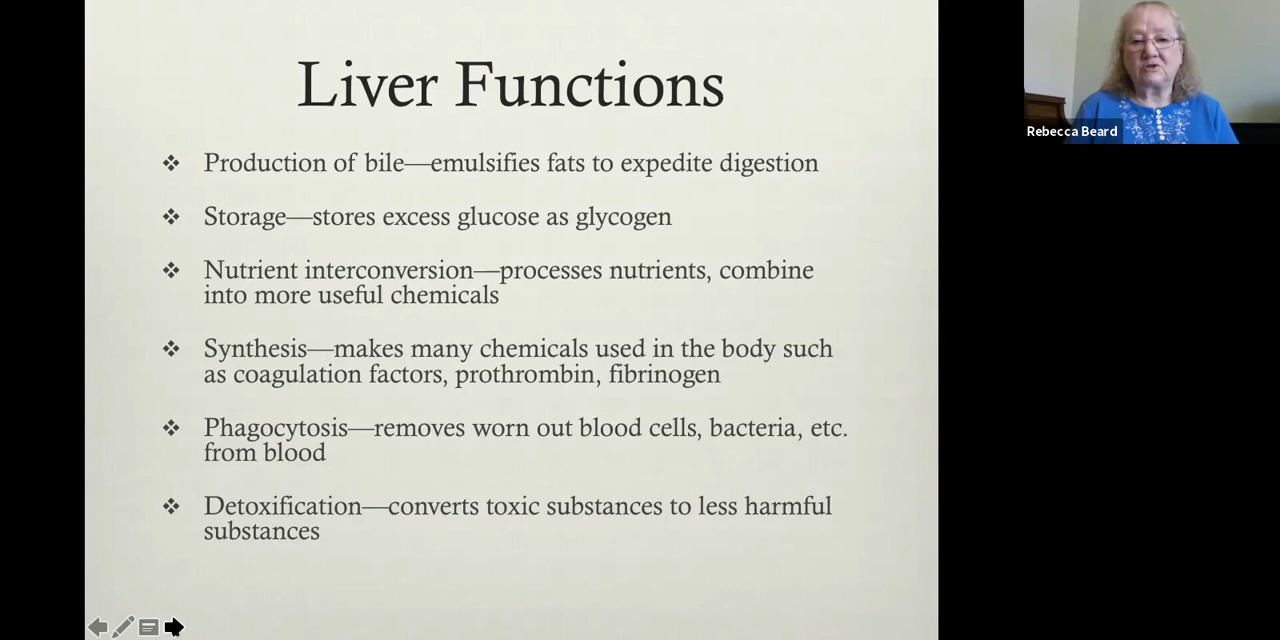 Liver Functions
Production of bile—emulsifies fats to expedite digestion
Storage—stores excess glucose as glycogen
Nutrient interconversion—processes nutrients, combine
into more useful chemicals
Synthesis—makes many chemicals used in the body such
as coagulation factors, prothrombin, fibrinogen
Phagocytosis—removes worn out blood cells, bacteria, etc.
from blood
Detoxification—converts toxic substances to less harmful
substances
Rebecca Beard